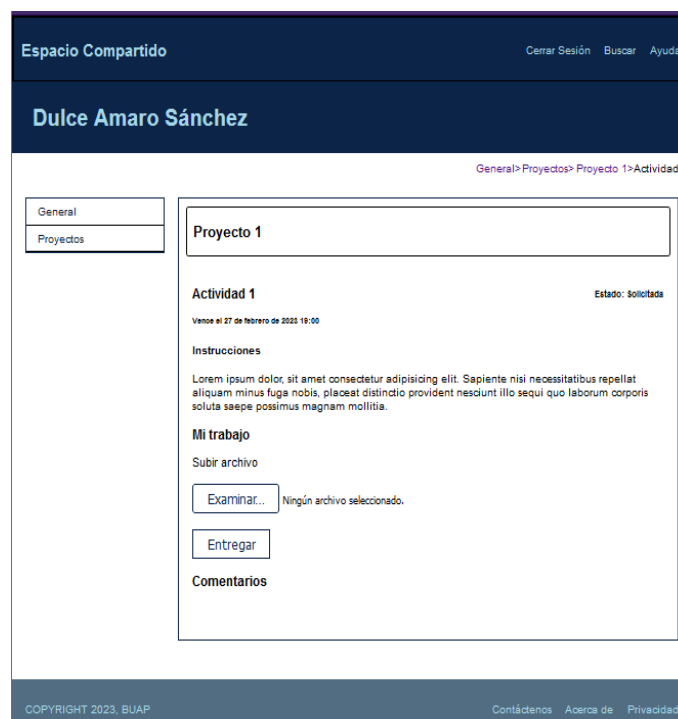 Espacio Compartido
Cerrar Sesión Buscar Ayuda
Dulce Amaro Sánchez
General>Proyectos> Proyecto 1>Actividad
General
Proyectos
Proyecto 1
Actividad 1
Estado: Solicitada
Vence el 27 de febrero de 2023 19:00
Instrucciones
Lorem ipsum dolor, sit amet consectetur adipisicing elit. Sapiente nisi necessitatibus repellat
aliquam minus fuga nobis, placeat distinctio provident nesciunt illo sequi quo laborum corporis
soluta saepe possimus magnam mollitia.
Mi trabajo
Subir archivo
Examinar... Ningún archivo seleccionado.
Entregar
Comentarios
COPYRIGHT 2023, BUAP
Contáctenos Acerca de Privacidad